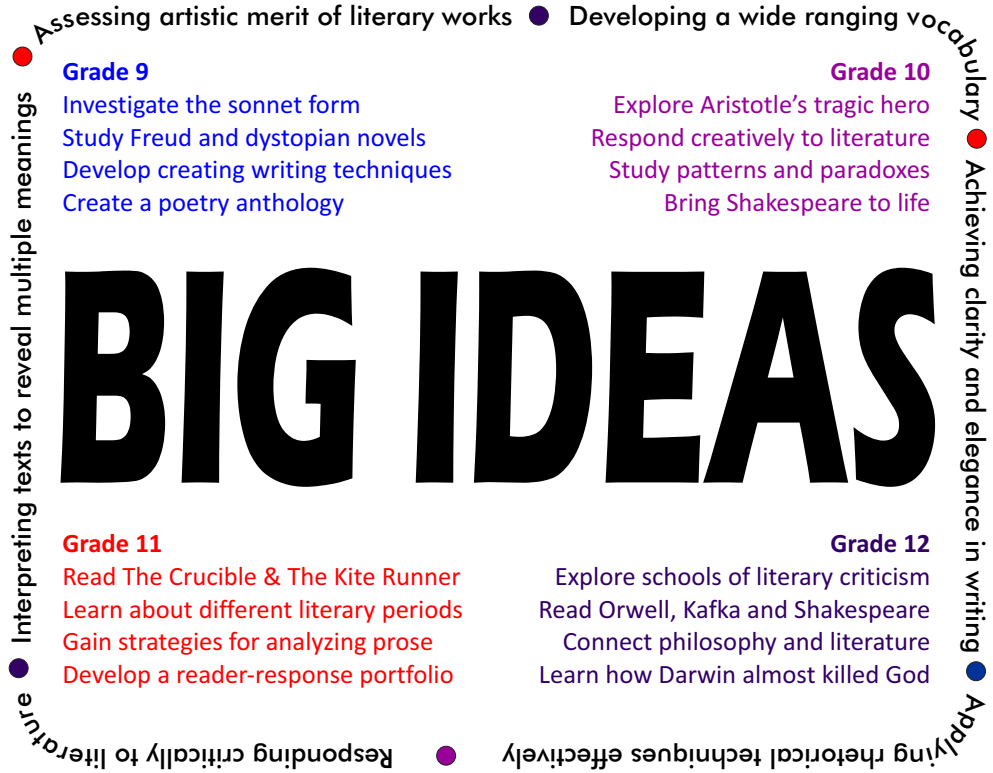 Assessing artistic merit of literary works
Developing a wide ranging vocabulary
Achieving clarity and elegance in writing
Applying rhetorical techniques effectively
Responding critically to literature
Interpreting texts to reveal multiple meanings
Grade 9
Investigate the sonnet form
Study Freud and dystopian novels
Develop creating writing techniques
Create a poetry anthology
Grade 10
Explore Aristotle’s tragic hero
Respond creatively to literature
Study patterns and paradoxes
Bring Shakespeare to life
BIG IDEAS
Grade 11
Read The Crucible & The Kite Runner
Learn about different literary periods
Gain strategies for analyzing prose
Develop a reader-response portfolio
Grade 12
Explore schools of literary criticism
Read Orwell, Kafka and Shakespeare
Connect philosophy and literature
Learn how Darwin almost killed God